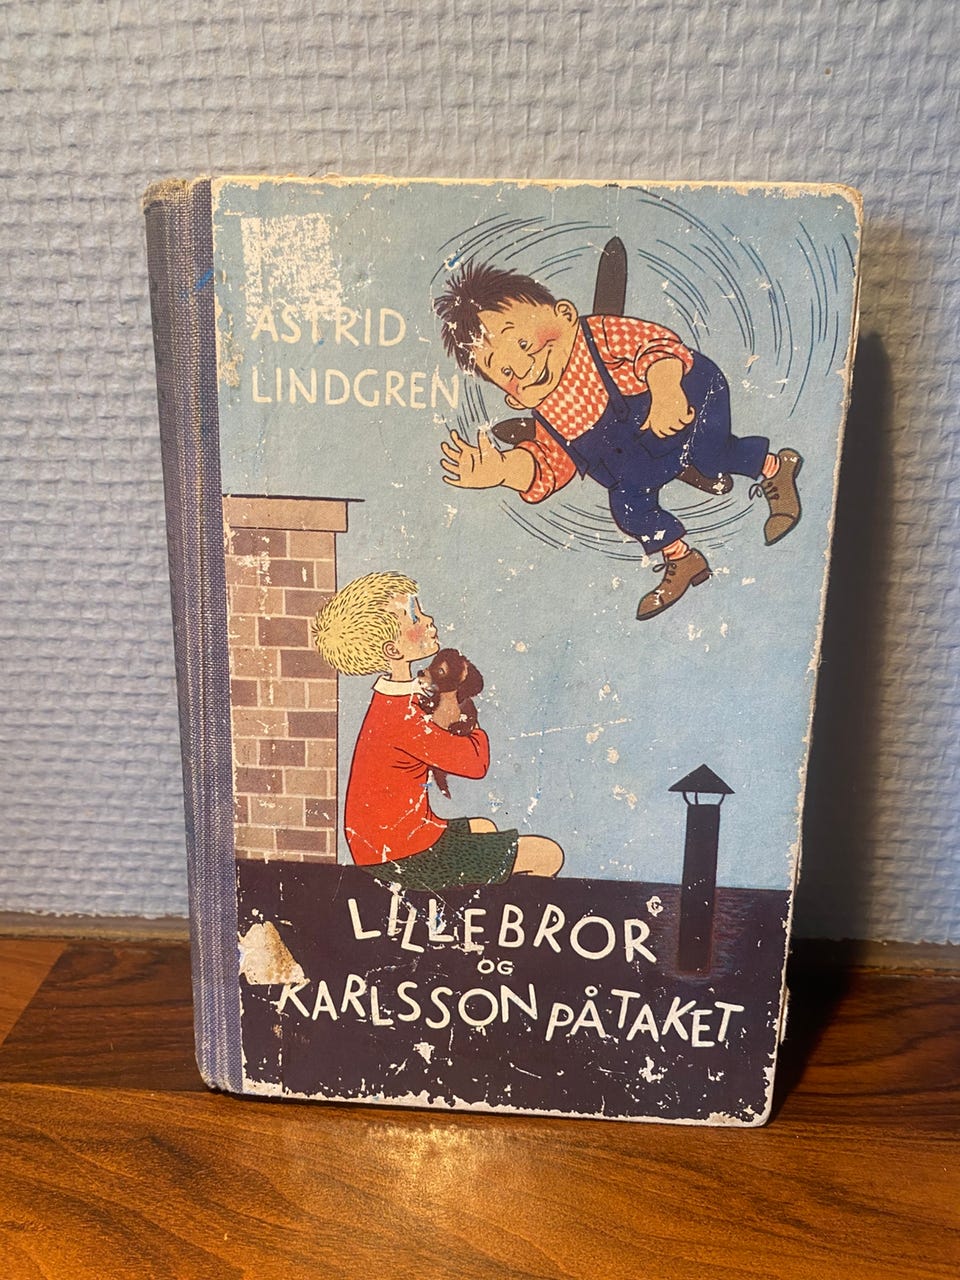 ASTRID
LINDGREN
LILLEBROR
OG
KARLSSON PÅ TAKET